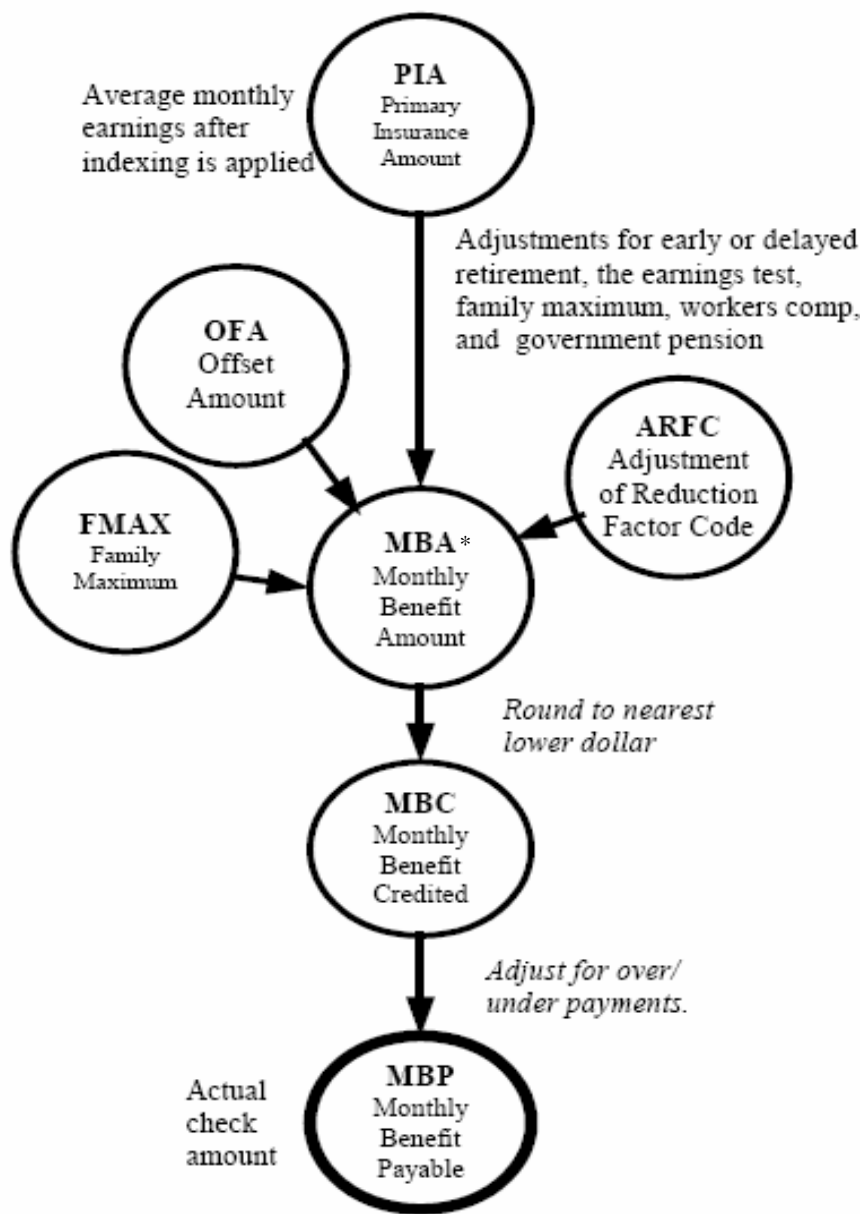 PIA
Primary
Insurance
Amount
Average monthly
earnings after
indexing is applied
Adjustments for early or delayed
retirement, the earnings test,
family maximum, workers comp,
and government pension
OFA
Offset
Amount
ARFC
Adjustment
of Reduction
Factor Code
FMAX
Family
Maximum
MBA*
Monthly
Benefit
Amount
Round to nearest
lower dollar
MBC
Monthly
Benefit
Credited
Adjust for over/
under payments.
Actual
check
amount
MBP
Monthly
Benefit
Payable